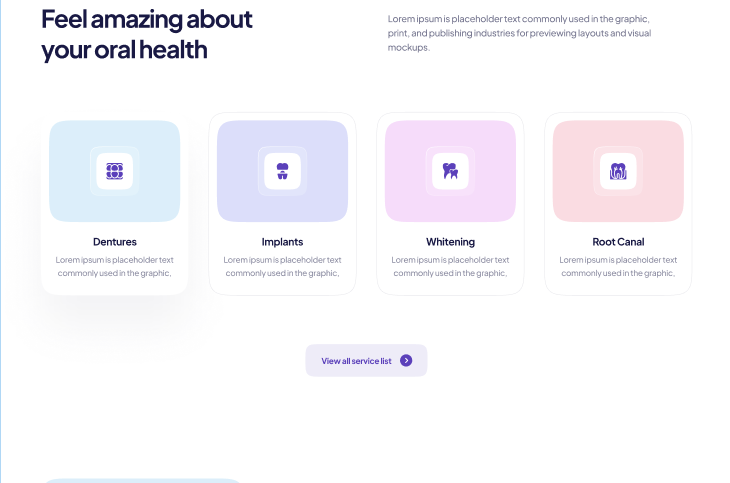 Feel amazing about
your oral health
Lorem ipsum is placeholder text commonly used in the graphic,
print, and publishing industries for previewing layouts and visual
mockups.
Dentures
Lorem ipsum is placeholder text
commonly used in the graphic,
Implants
Lorem ipsum is placeholder text
commonly used in the graphic,
Whitening
Lorem ipsum is placeholder text
commonly used in the graphic,
Root Canal
Lorem ipsum is placeholder text
commonly used in the graphic,
View all service list